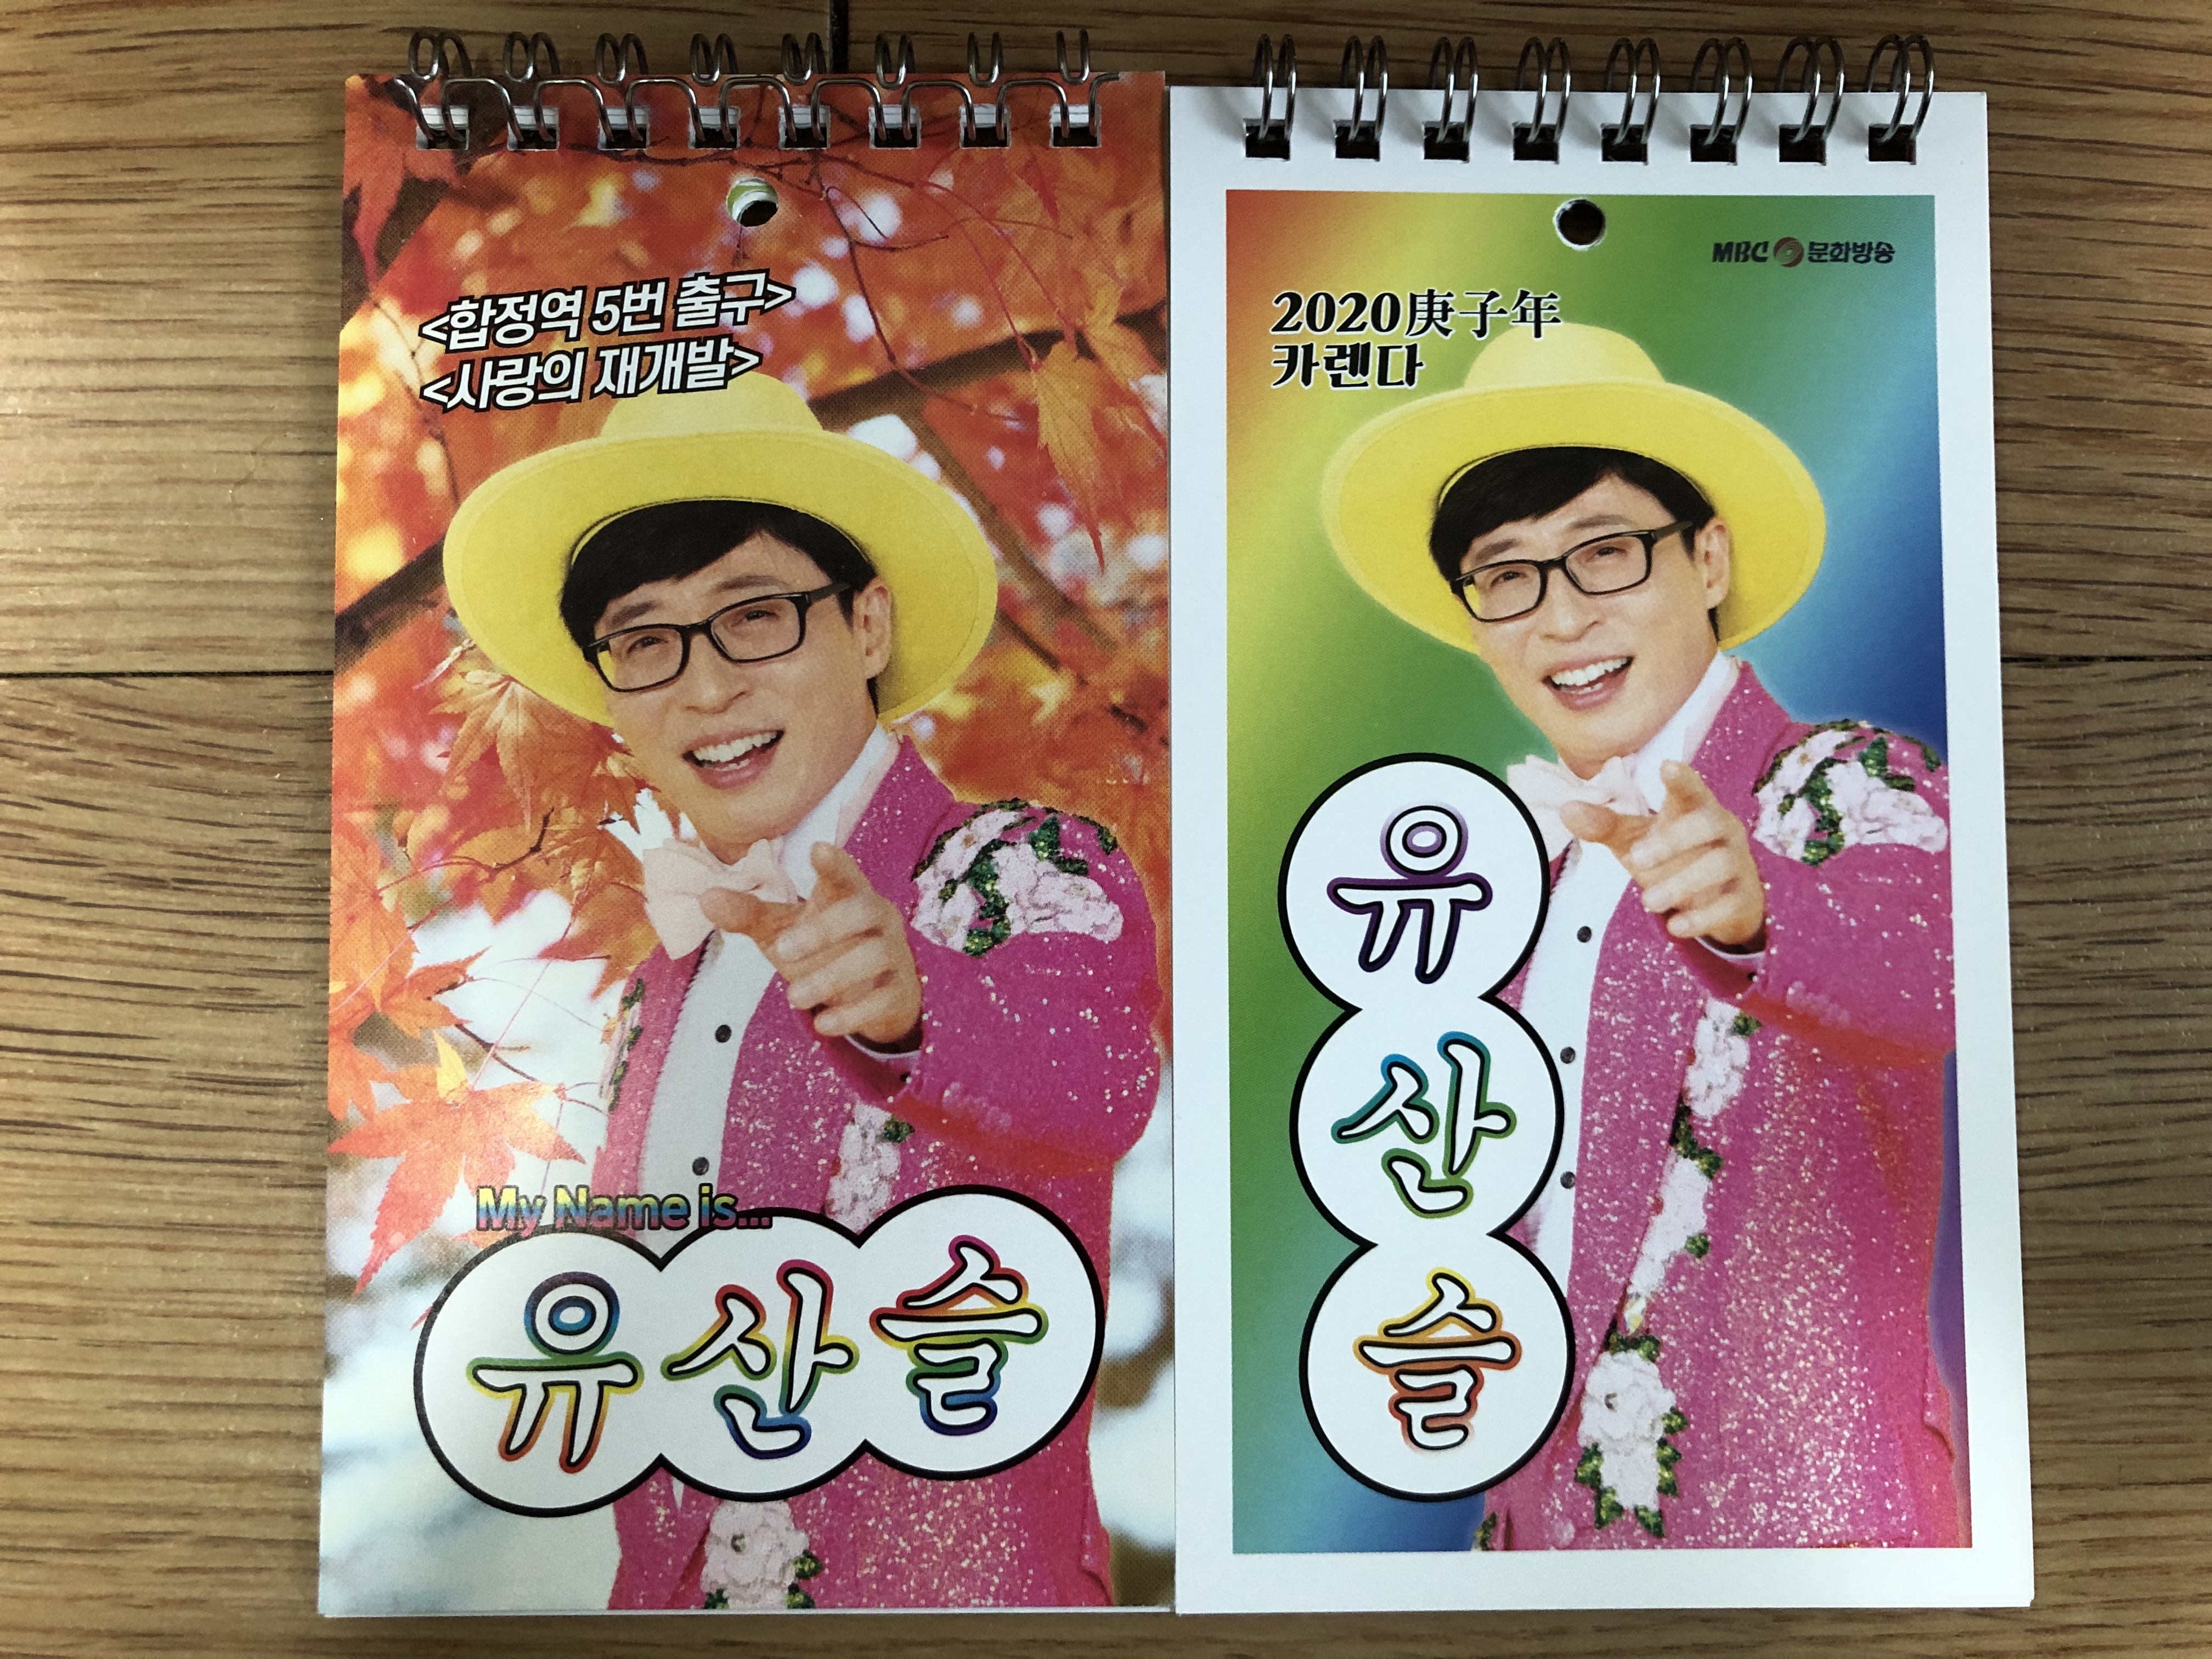 <합정역 5번 출구>
<사랑의 재개발>
My Name is...
유산슬
MBC 문화방송
2020庚子年
카렌다
유
산
슬